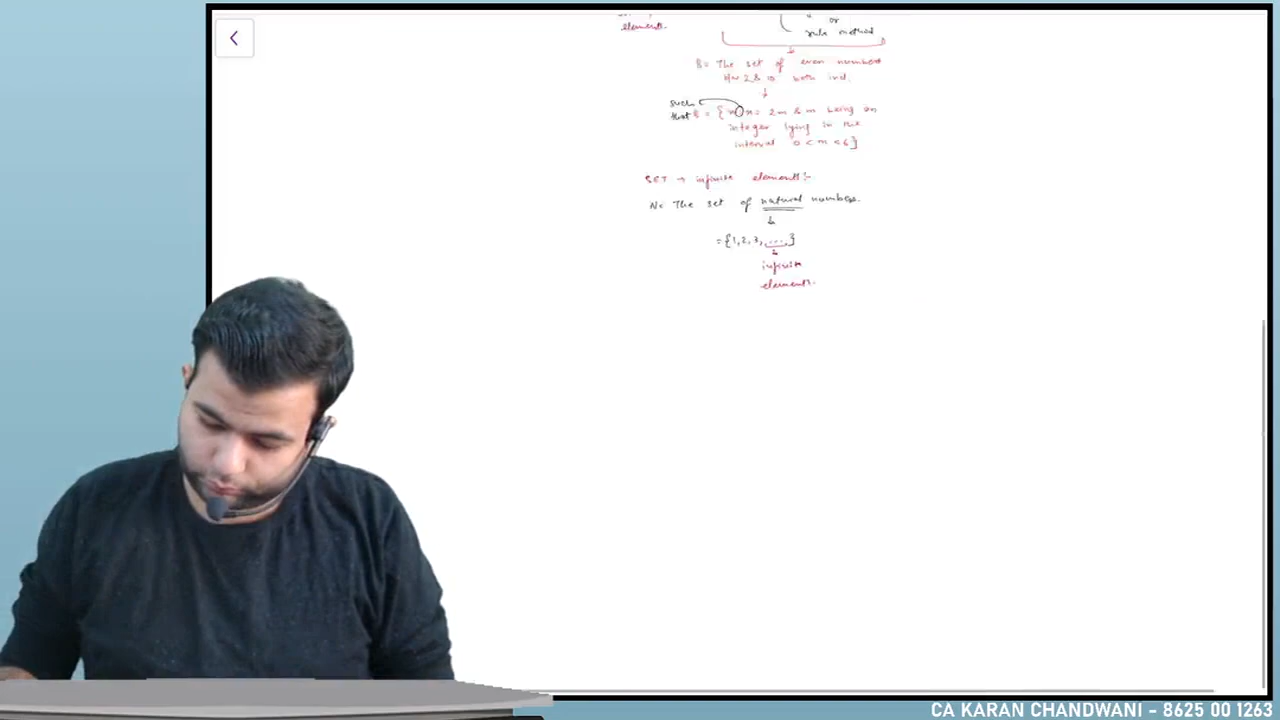 elements.
or
rule method
B = The set of even numbers
b/w 2 & 10 both incl.
such
that B = { x : x = 2m & m being an
integer lying in the
interval 0 < m < 6}
SET → infinite elements :-
N = The set of natural numbers.
= {1, 2, 3, ....}
infinite
elements.
CA KARAN CHANDWANI - 8625 00 1263